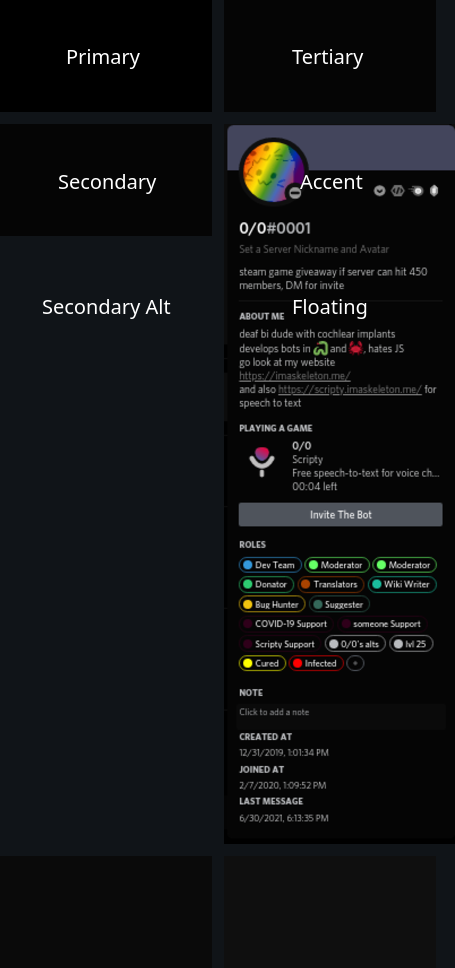 Primary
Tertiary
Secondary
Accent
0/0#0001
Set a Server Nickname and Avatar
steam game giveaway if server can hit 450
members, DM for invite
Secondary Alt
Floating
ABOUT ME
deaf bi dude with cochlear implants
develops bots in 🐍 and 🦀, hates JS
go look at my website
https://imaskeleton.me/
and also https://scripty.imaskeleton.me/ for
speech to text
PLAYING A GAME
0/0
Scripty
Free speech-to-text for voice ch...
00:04 left
Invite The Bot
ROLES
Dev Team Moderator Moderator
Donator Translators Wiki Writer
Bug Hunter Suggester
COVID-19 Support someone Support
Scripty Support 0/0's alts lvl 25
Cured Infected +
NOTE
Click to add a note
CREATED AT
12/31/2019, 1:01:34 PM
JOINED AT
2/7/2020, 1:09:52 PM
LAST MESSAGE
6/30/2021, 6:13:35 PM